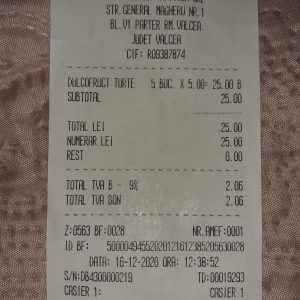 STR.GENERAL MAGHERU NR.1
BL.V1 PARTER RM.VALCEA
JUDET VALCEA
CIF: RO9387874
DULCOFRUCT TURTE 5 BUC. X 5.00= 25.00 B
SUBTOTAL 25.00
TOTAL LEI 25.00
NUMERAR LEI 25.00
REST 0.00
TOTAL TVA B - 9% 2.06
TOTAL TVA BON 2.06
Z:0563 BF:0028 NR.AMEF:0001
ID BF: 
DATA: 16-12-2020 ORA: 12:38:52
S/N:DB4300000219 TD:00019293
CASIER 1: CASIER 1